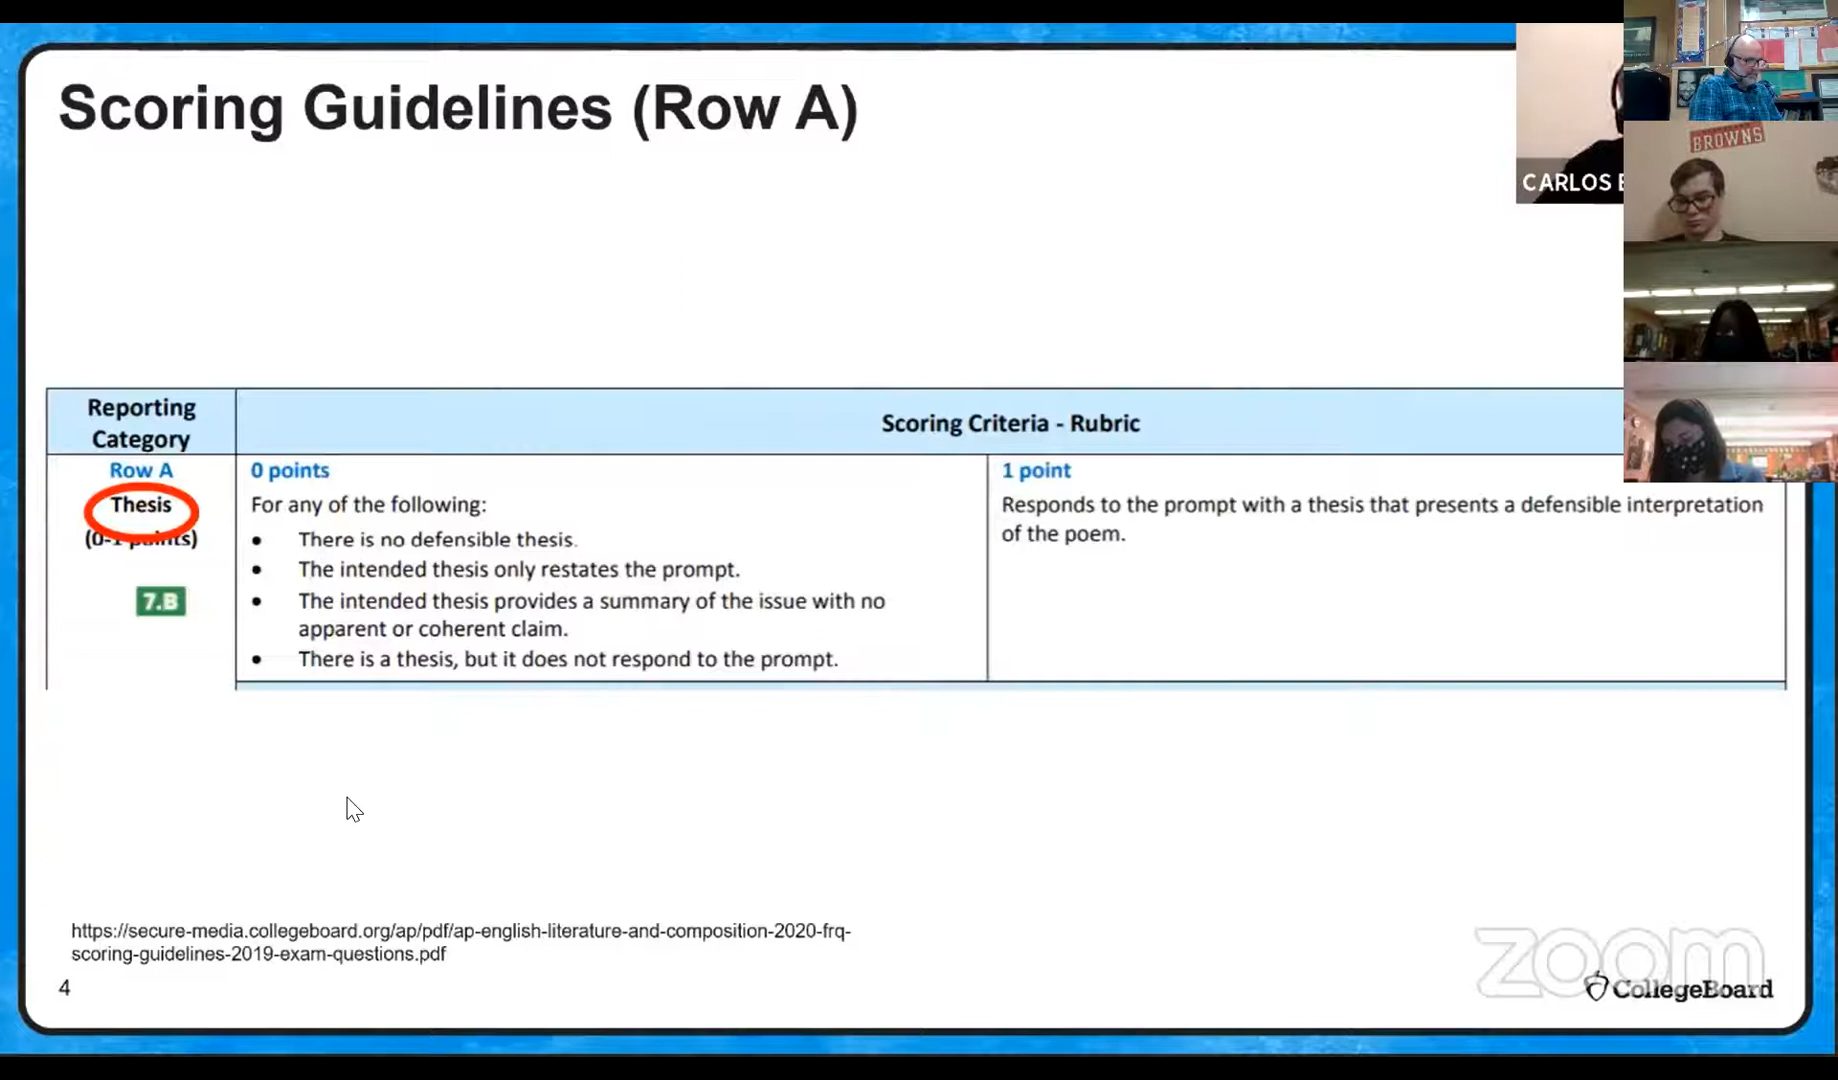 Scoring Guidelines (Row A)
BROWNS
CARLOS
Reporting
Category
Scoring Criteria - Rubric
Row A
Thesis
(0-1 points)
7.B
0 points
For any of the following:
• There is no defensible thesis.
• The intended thesis only restates the prompt.
• The intended thesis provides a summary of the issue with no
apparent or coherent claim.
• There is a thesis, but it does not respond to the prompt.
1 point
Responds to the prompt with a thesis that presents a defensible interpretation
of the poem.
https://secure-media.collegeboard.org/ap/pdf/ap-english-literature-and-composition-2020-frq-
scoring-guidelines-2019-exam-questions.pdf
4
zoom
CollegeBoard